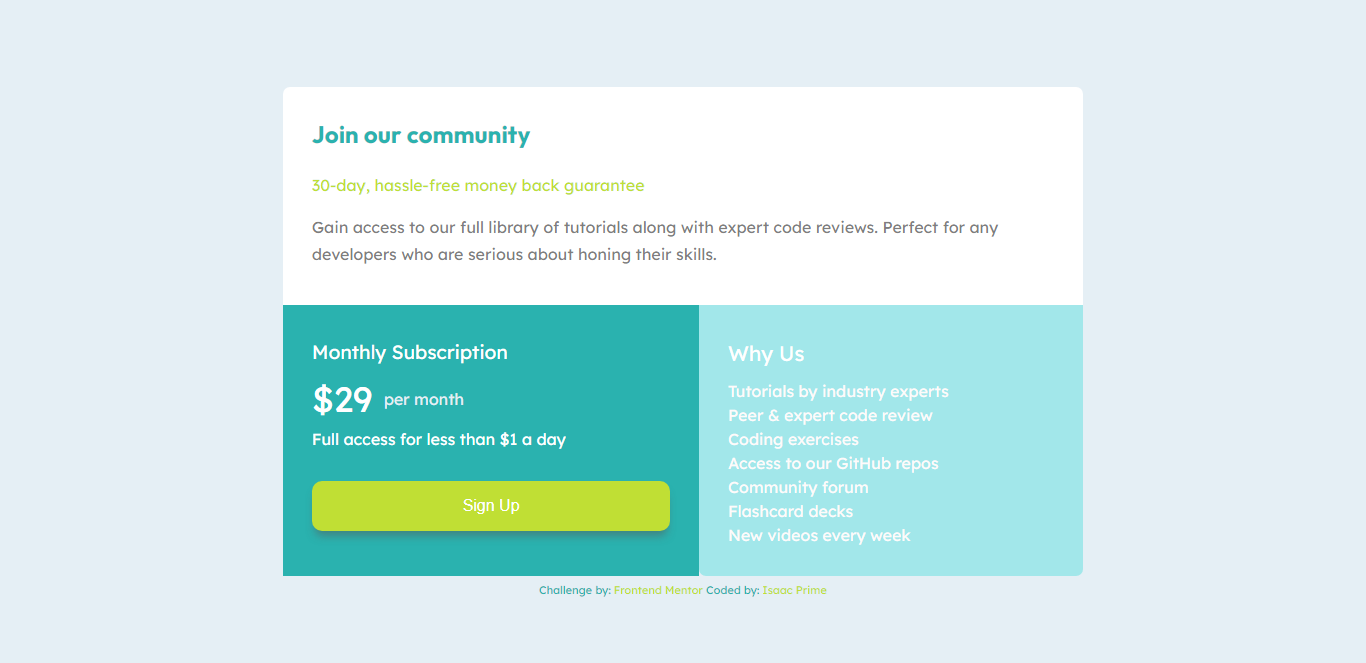 Join our community
30-day, hassle-free money back guarantee
Gain access to our full library of tutorials along with expert code reviews. Perfect for any
developers who are serious about honing their skills.
Monthly Subscription
$29 per month
Full access for less than $1 a day
Sign Up
Why Us
Tutorials by industry experts
Peer & expert code review
Coding exercises
Access to our GitHub repos
Community forum
Flashcard decks
New videos every week
Challenge by: Frontend Mentor Coded by: Isaac Prime